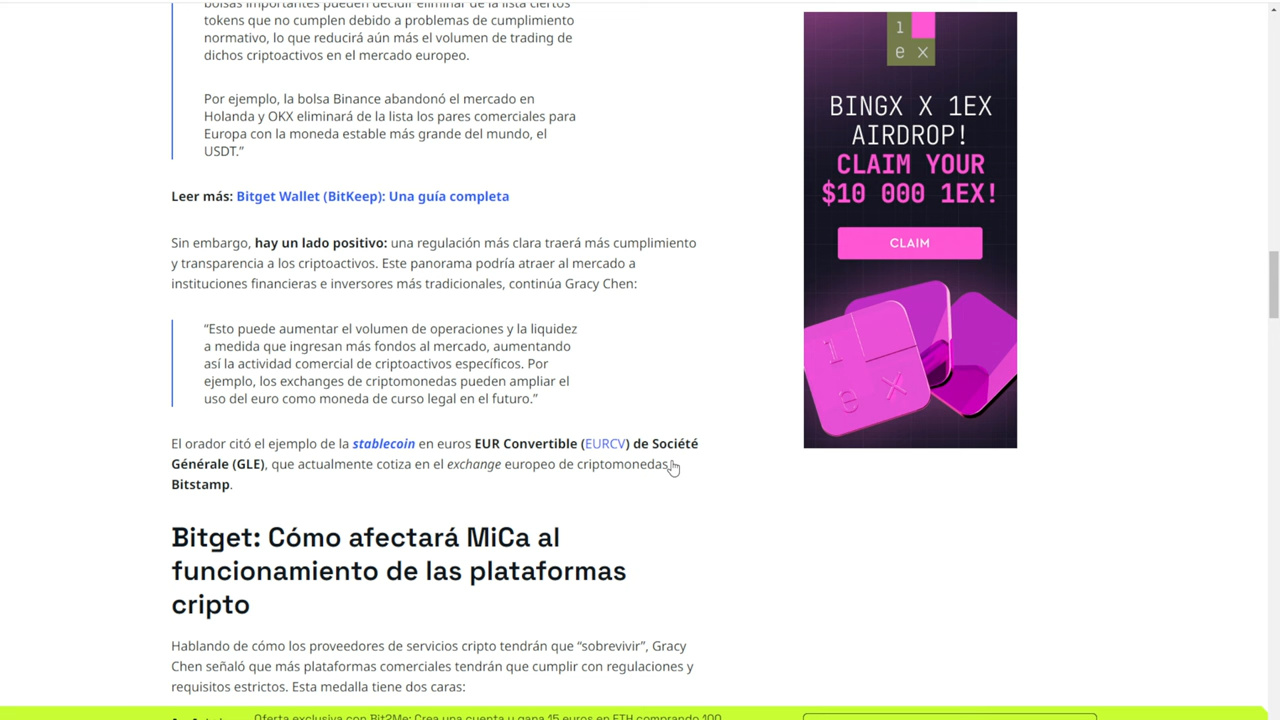 bolsas importantes pueden decidir eliminar de la lista ciertos
tokens que no cumplen debido a problemas de cumplimiento
normativo, lo que reducirá aún más el volumen de trading de
dichos criptoactivos en el mercado europeo.
Por ejemplo, la bolsa Binance abandonó el mercado en
Holanda y OKX eliminará de la lista los pares comerciales para
Europa con la moneda estable más grande del mundo, el
USDT.”
Leer más: Bitget Wallet (BitKeep): Una guía completa
Sin embargo, hay un lado positivo: una regulación más clara traerá más cumplimiento
y transparencia a los criptoactivos. Este panorama podría atraer al mercado a
instituciones financieras e inversores más tradicionales, continúa Gracy Chen:
“Esto puede aumentar el volumen de operaciones y la liquidez
a medida que ingresan más fondos al mercado, aumentando
así la actividad comercial de criptoactivos específicos. Por
ejemplo, los exchanges de criptomonedas pueden ampliar el
uso del euro como moneda de curso legal en el futuro.”
El orador citó el ejemplo de la stablecoin en euros EUR Convertible (EURCV) de Société
Générale (GLE), que actualmente cotiza en el exchange europeo de criptomonedas
Bitstamp.
Bitget: Cómo afectará MiCa al
funcionamiento de las plataformas
cripto
Hablando de cómo los proveedores de servicios cripto tendrán que “sobrevivir”, Gracy
Chen señaló que más plataformas comerciales tendrán que cumplir con regulaciones y
requisitos estrictos. Esta medalla tiene dos caras:
Oferta exclusiva con Bit2Me: Crea una cuenta y gana 15 euros en ETH comprando 100
1
e x
BINGX X 1EX
AIRDROP!
CLAIM YOUR
$10 000 1EX!
CLAIM
1
e x